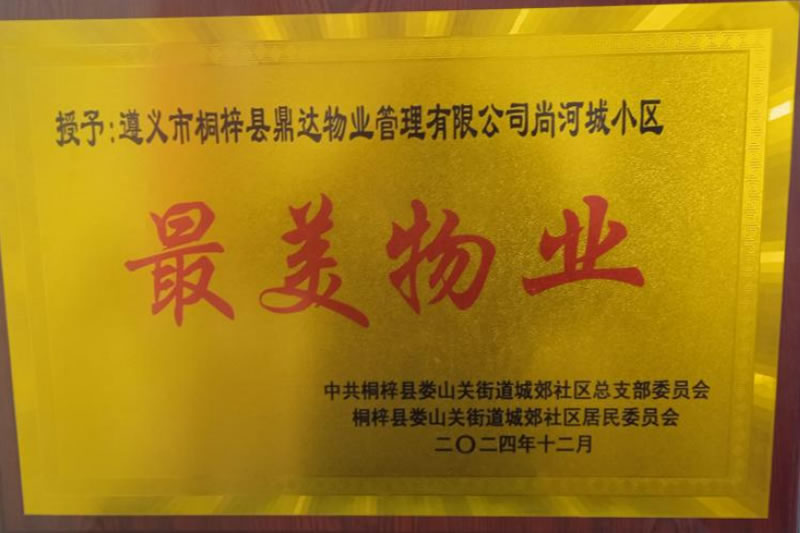 授予:遵义市桐梓县鼎达物业管理有限公司尚河城小区
最美物业
中共桐梓县娄山关街道城郊社区总支部委员会
桐梓县娄山关街道城郊社区居民委员会
二〇二四年十二月